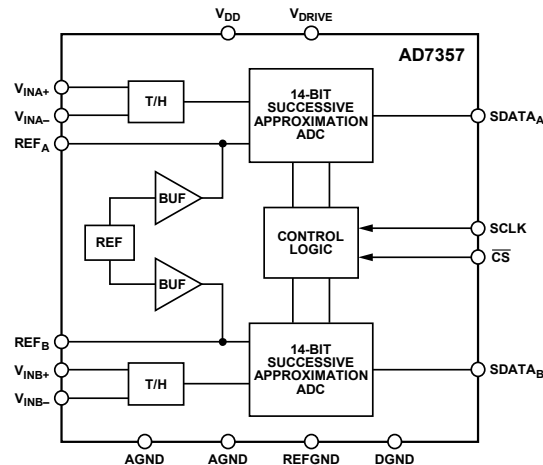 VDD
VDRIVE
AD7357
VINA+
T/H
14-BIT
SUCCESSIVE
APPROXIMATION
ADC
SDATAA
VINA–
REFA
BUF
REF
CONTROL
LOGIC
SCLK
CS
BUF
REFB
VINB+
T/H
14-BIT
SUCCESSIVE
APPROXIMATION
ADC
SDATAB
VINB–
AGND
AGND
REFGND
DGND